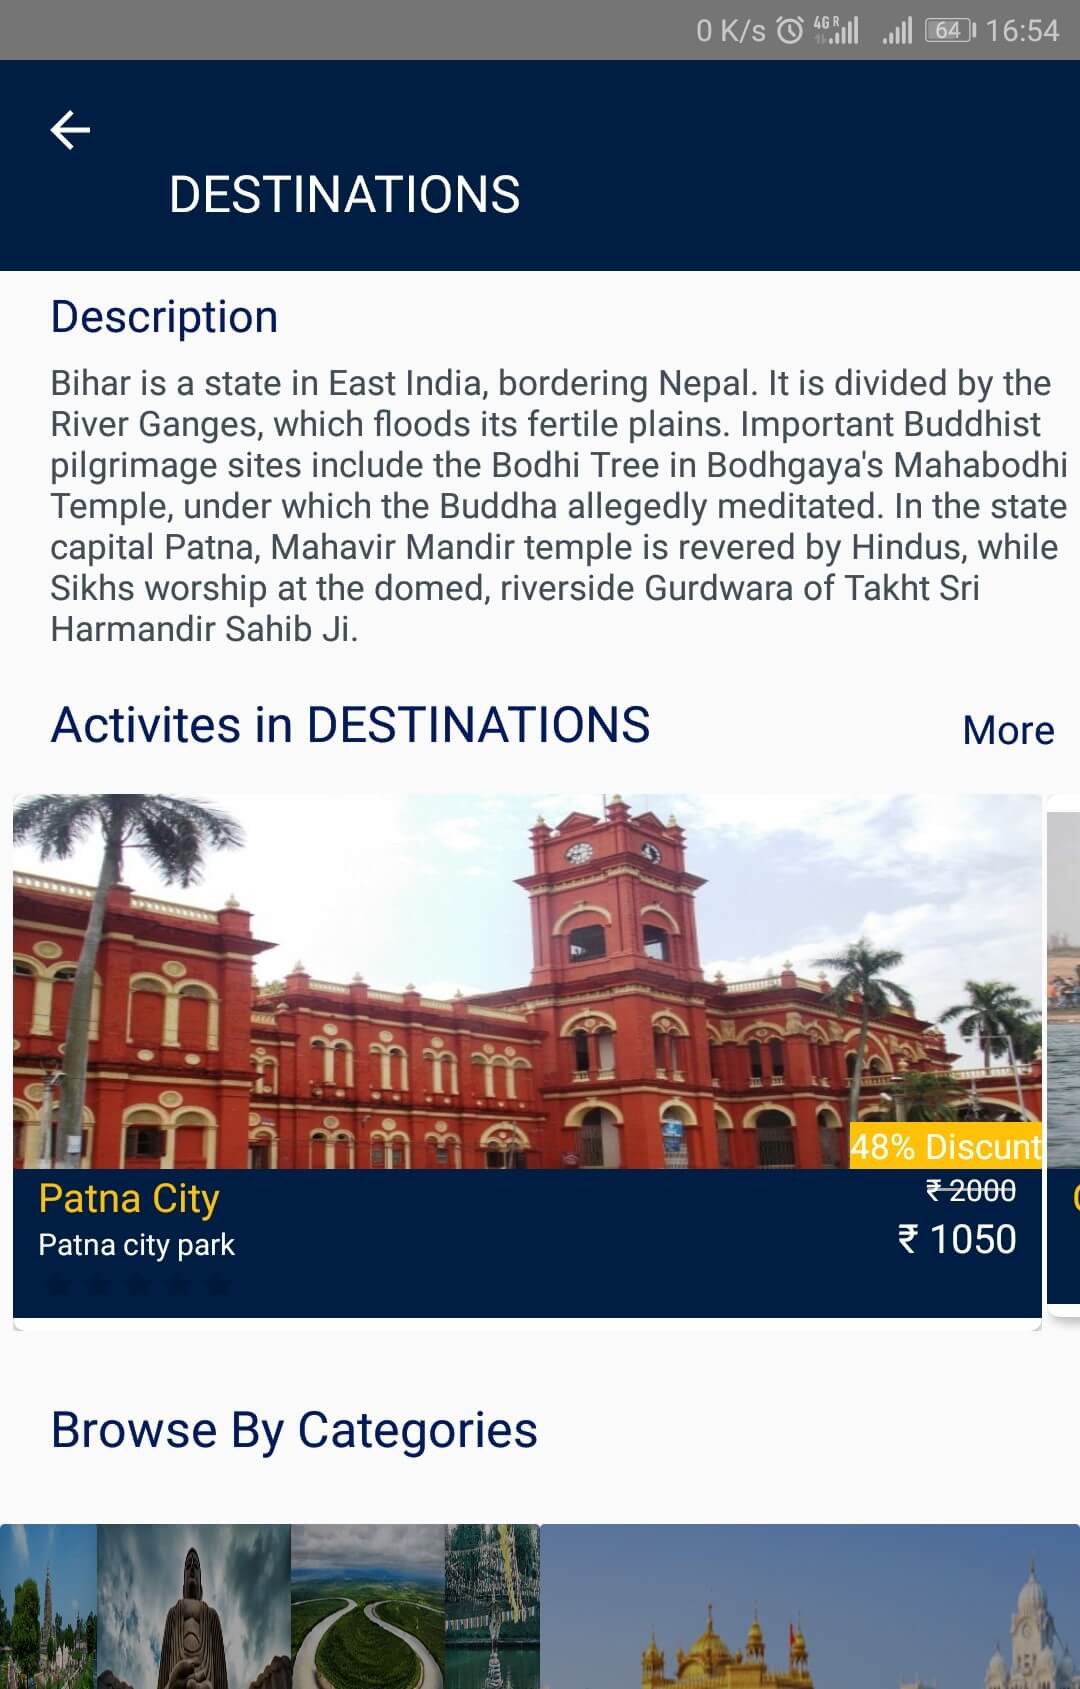 0 K/s 4G R 64 16:54
DESTINATIONS
Description
Bihar is a state in East India, bordering Nepal. It is divided by the
River Ganges, which floods its fertile plains. Important Buddhist
pilgrimage sites include the Bodhi Tree in Bodhgaya's Mahabodhi
Temple, under which the Buddha allegedly meditated. In the state
capital Patna, Mahavir Mandir temple is revered by Hindus, while
Sikhs worship at the domed, riverside Gurdwara of Takht Sri
Harmandir Sahib Ji.
Activites in DESTINATIONS
More
48% Discunt
Patna City
₹ 2000
Patna city park
₹ 1050
Browse By Categories